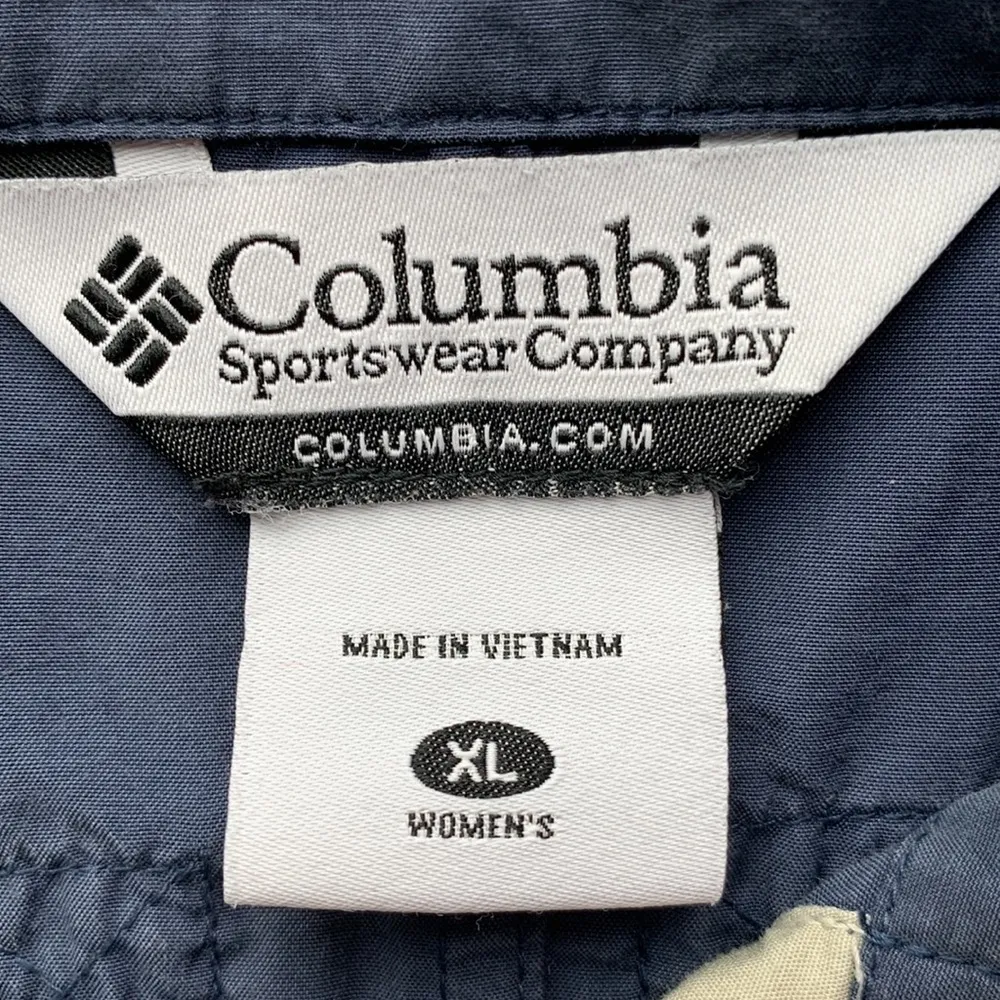 Columbia
Sportswear Company
COLUMBIA.COM
MADE IN VIETNAM
XL
WOMEN'S